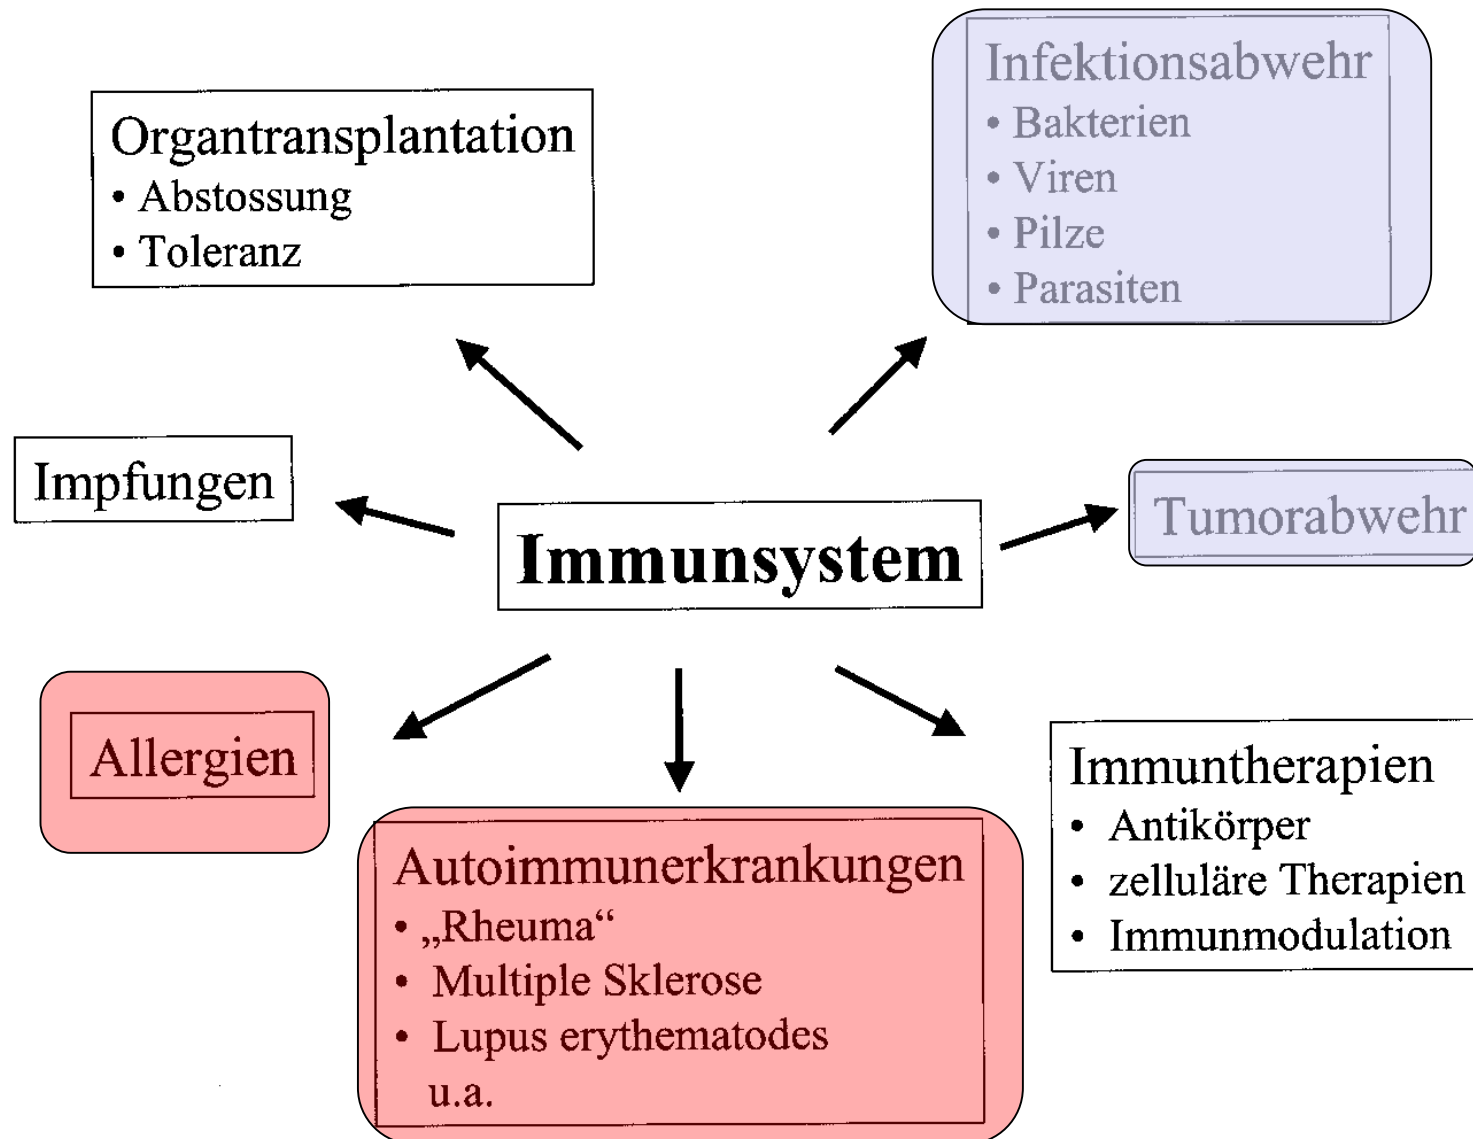 Infektionsabwehr
• Bakterien
• Viren
• Pilze
• Parasiten
Organtransplantation
• Abstossung
• Toleranz
Impfungen
Immunsystem
Tumorabwehr
Allergien
Autoimmunerkrankungen
• „Rheuma“
• Multiple Sklerose
• Lupus erythematodes
u.a.
Immuntherapien
• Antikörper
• zelluläre Therapien
• Immunmodulation